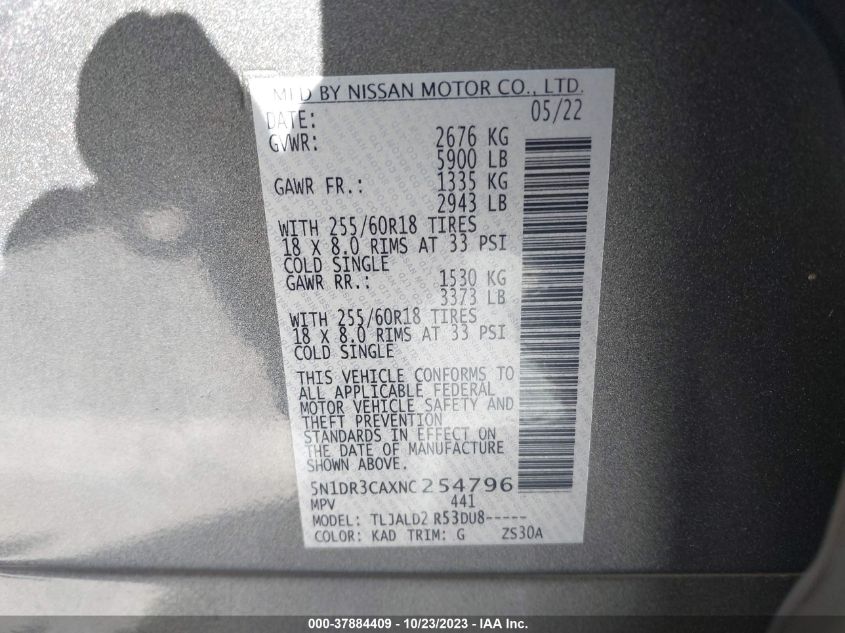 MFD BY NISSAN MOTOR CO., LTD.
DATE: 05/22
GVWR: 2676 KG
5900 LB
GAWR FR.: 1335 KG
2943 LB
WITH 255/60R18 TIRES
18 X 8.0 RIMS AT 33 PSI
COLD SINGLE
GAWR RR.: 1530 KG
3373 LB
WITH 255/60R18 TIRES
18 X 8.0 RIMS AT 33 PSI
COLD SINGLE
THIS VEHICLE CONFORMS TO
ALL APPLICABLE FEDERAL
MOTOR VEHICLE SAFETY AND
THEFT PREVENTION
STANDARDS IN EFFECT ON
THE DATE OF MANUFACTURE
SHOWN ABOVE.
5N1DR3CAXNC254796
MPV 441
MODEL: TLJALD2 R53DU8-----
COLOR: KAD TRIM: G ZS30A
000-37884409 - 10/23/2023 - IAA Inc.